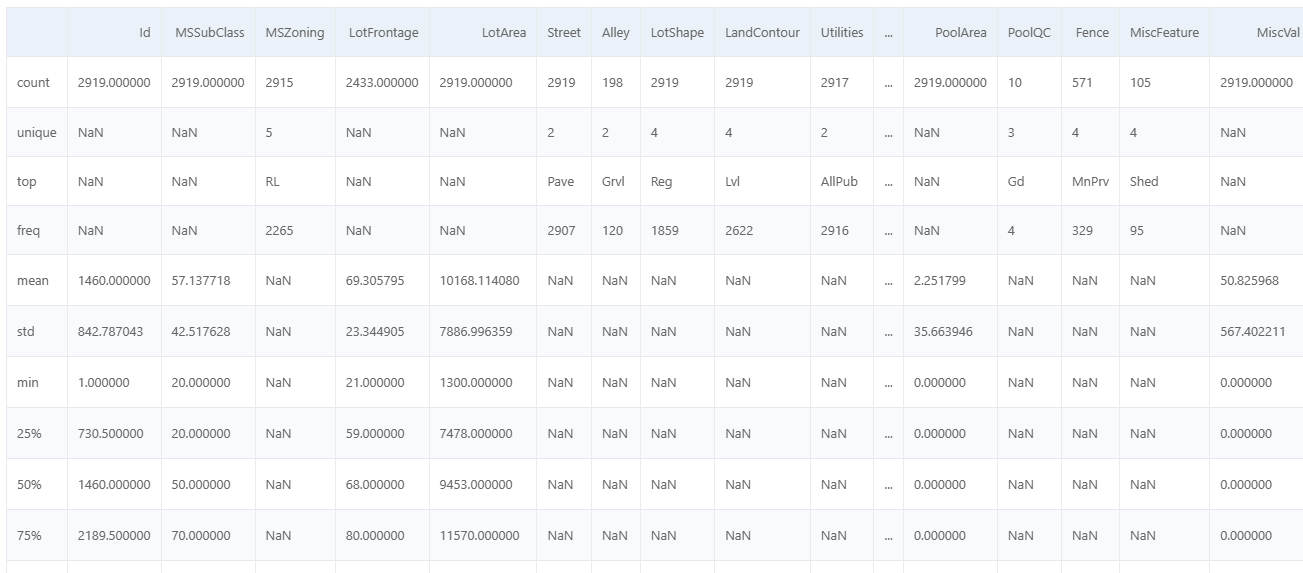 Id MSSubClass MSZoning LotFrontage LotArea Street Alley LotShape LandContour Utilities ... PoolArea PoolQC Fence MiscFeature MiscVal
count 2919.000000 2919.000000 2915 2433.000000 2919.000000 2919 198 2919 2919 2917 ... 2919.000000 10 571 105 2919.000000
unique NaN NaN 5 NaN NaN 2 2 4 4 2 ... NaN 3 4 4 NaN
top NaN NaN RL NaN NaN Pave Grvl Reg Lvl AllPub ... NaN Gd MnPrv Shed NaN
freq NaN NaN 2265 NaN NaN 2907 120 1859 2622 2916 ... NaN 4 329 95 NaN
mean 1460.000000 57.137718 NaN 69.305795 10168.114080 NaN NaN NaN NaN NaN ... 2.251799 NaN NaN NaN 50.825968
std 842.787043 42.517628 NaN 23.344905 7886.996359 NaN NaN NaN NaN NaN ... 35.663946 NaN NaN NaN 567.402211
min 1.000000 20.000000 NaN 21.000000 1300.000000 NaN NaN NaN NaN NaN ... 0.000000 NaN NaN NaN 0.000000
25% 730.500000 20.000000 NaN 59.000000 7478.000000 NaN NaN NaN NaN NaN ... 0.000000 NaN NaN NaN 0.000000
50% 1460.000000 50.000000 NaN 68.000000 9453.000000 NaN NaN NaN NaN NaN ... 0.000000 NaN NaN NaN 0.000000
75% 2189.500000 70.000000 NaN 80.000000 11570.000000 NaN NaN NaN NaN NaN ... 0.000000 NaN NaN NaN 0.000000